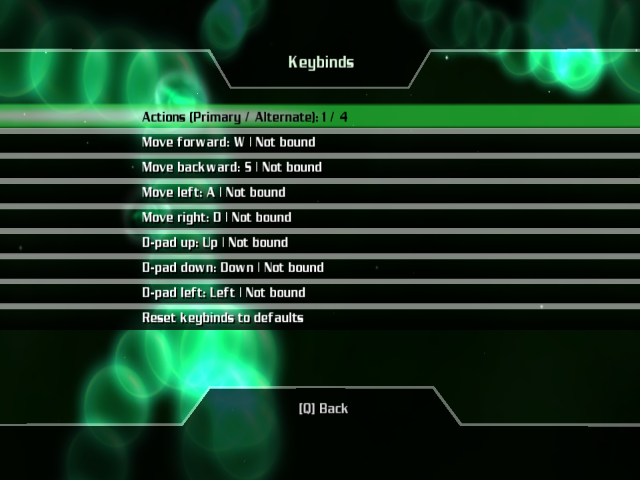 Keybinds
Actions (Primary / Alternate): 1 / 4
Move forward: W | Not bound
Move backward: S | Not bound
Move left: A | Not bound
Move right: D | Not bound
D-pad up: Up | Not bound
D-pad down: Down | Not bound
D-pad left: Left | Not bound
Reset keybinds to defaults
[Q] Back